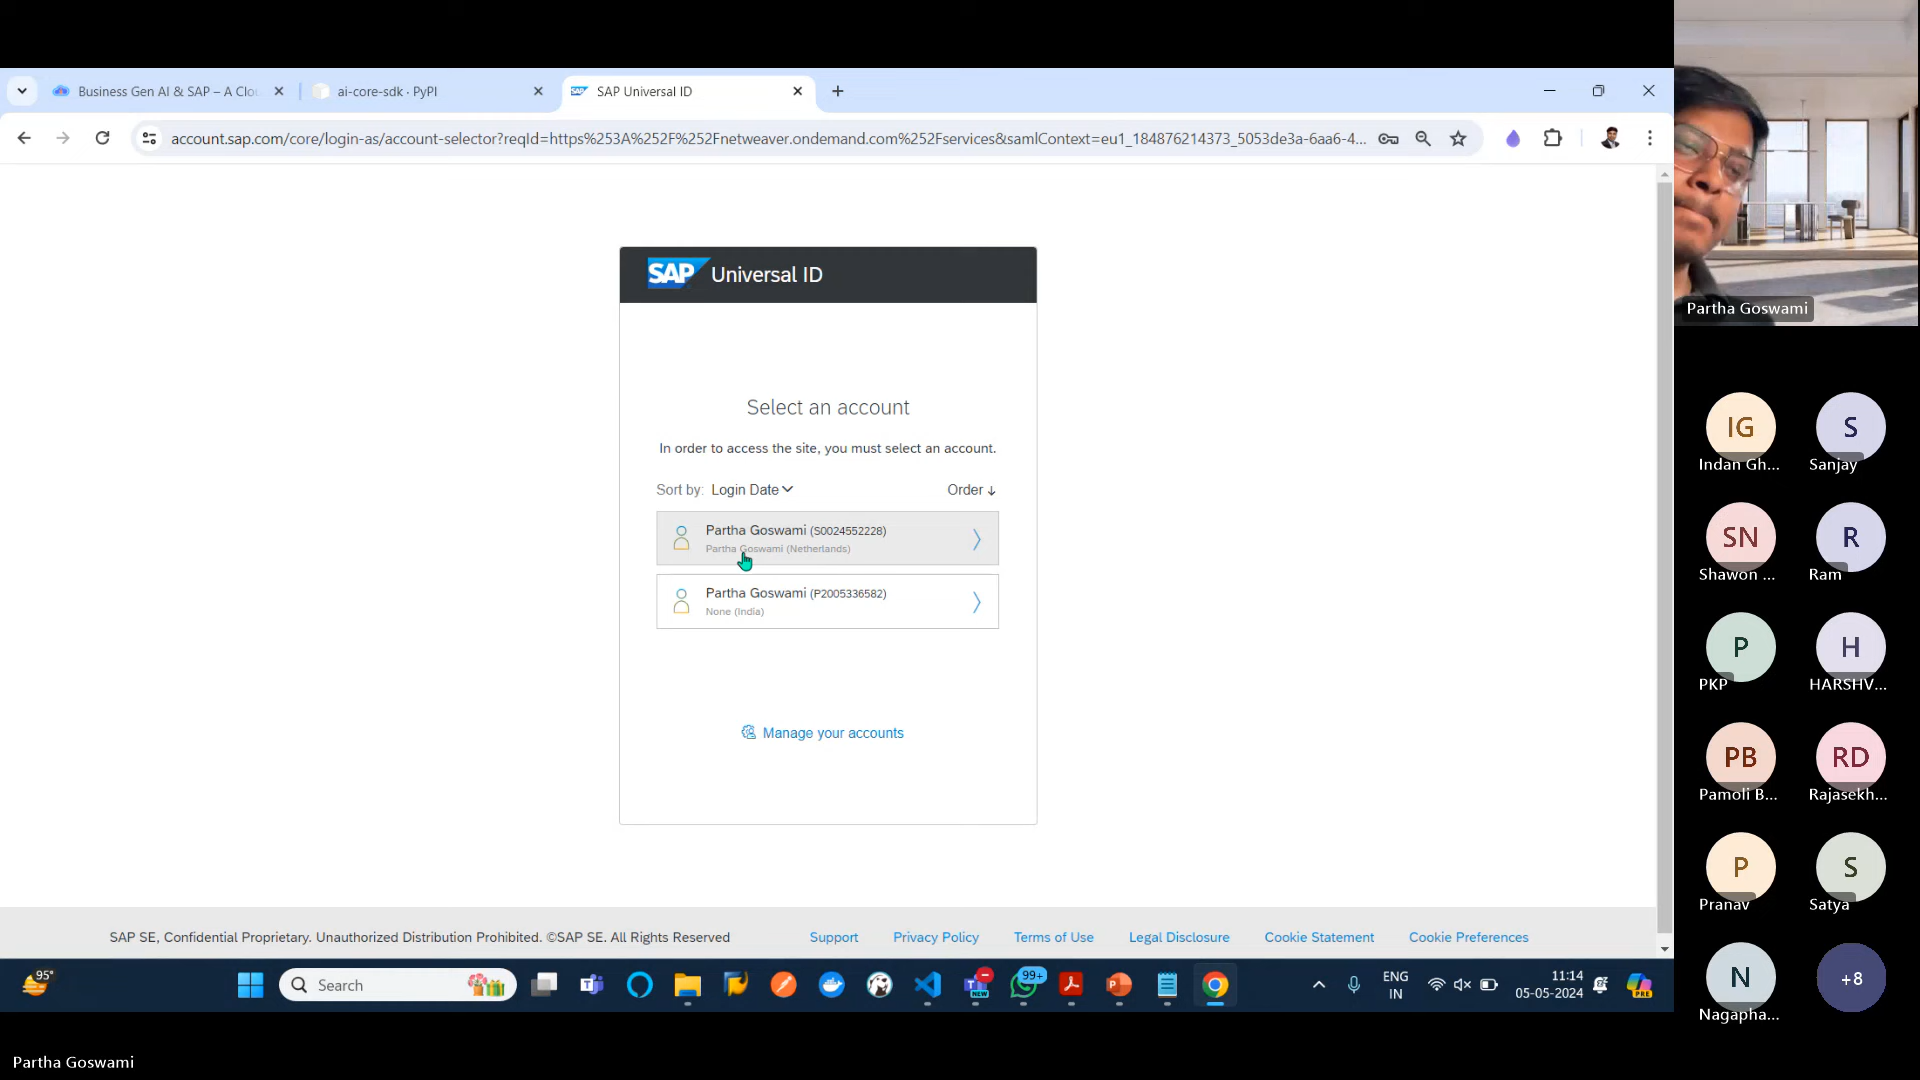 Business Gen AI & SAP – A Clo
ai-core-sdk · PyPI
SAP Universal ID
account.sap.com/core/login-as/account-selector?reqId=https%253A%252F%252Fnetweaver.ondemand.com%252Fservices&samlContext=eu1_184876214373_5053de3a-6aa6-4...
SAP Universal ID
Select an account
In order to access the site, you must select an account.
Sort by: Login Date
Order ↓
Partha Goswami (S0024552228)
Partha Goswami (Netherlands)
Partha Goswami (P2005336582)
None (India)
Manage your accounts
SAP SE, Confidential Proprietary. Unauthorized Distribution Prohibited. ©SAP SE. All Rights Reserved
Support
Privacy Policy
Terms of Use
Legal Disclosure
Cookie Statement
Cookie Preferences
95°
Search
NEW
99+
ENG
IN
11:14
05-05-2024
PRE
Partha Goswami
Partha Goswami
IG
Indan Gh...
S
Sanjay
SN
Shawon ...
R
Ram
P
PKP
H
HARSHV...
PB
Pamoli B...
RD
Rajasekh...
P
Pranav
S
Satya
N
Nagapha...
+8